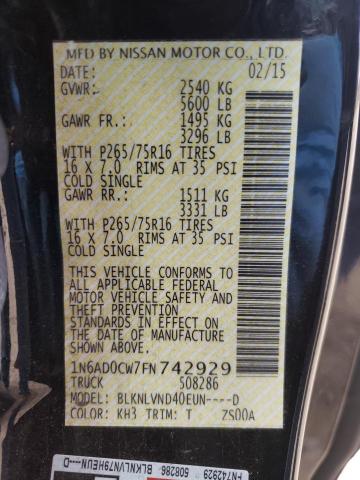 MFD BY NISSAN MOTOR CO., LTD.
DATE: 02/15
GVWR: 2540 KG
5600 LB
GAWR FR.: 1495 KG
3296 LB
WITH P265/75R16 TIRES
16 X 7.0 RIMS AT 35 PSI
COLD SINGLE
GAWR RR.: 1511 KG
3331 LB
WITH P265/75R16 TIRES
16 X 7.0 RIMS AT 35 PSI
COLD SINGLE
THIS VEHICLE CONFORMS TO
ALL APPLICABLE FEDERAL
MOTOR VEHICLE SAFETY AND
THEFT PREVENTION
STANDARDS IN EFFECT ON
THE DATE OF MANUFACTURE
SHOWN ABOVE.
1N6AD0CW7FN742929
TRUCK 508286
MODEL: BLKNLVND40EUN----D
COLOR: KH3 TRIM: T ZS00A
FN742929 508286 BLKNLVN79HEUN---D